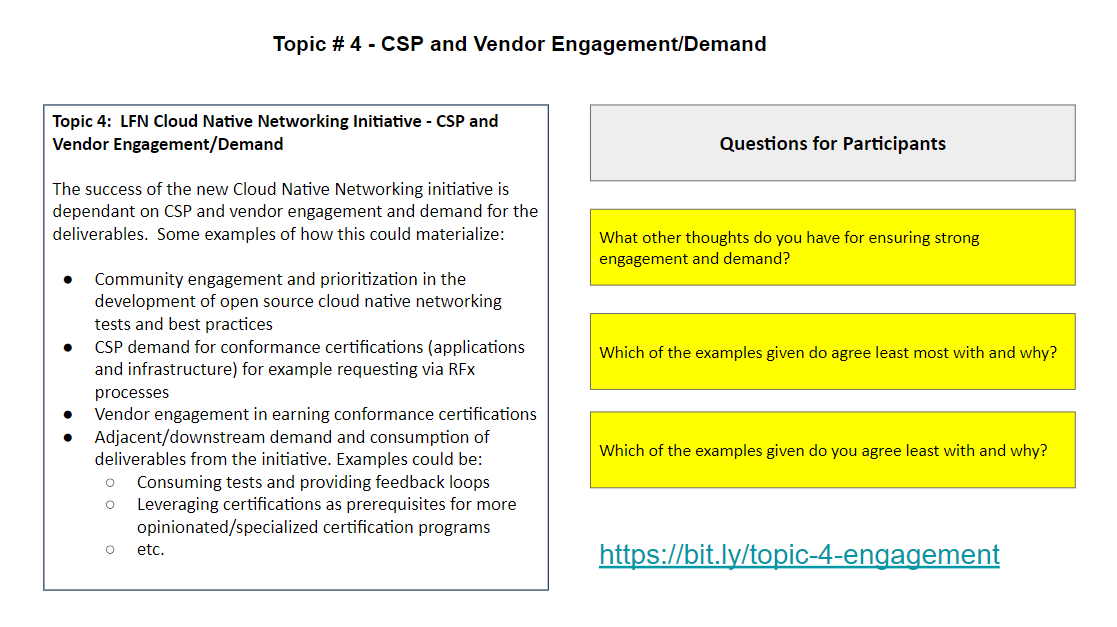 Topic # 4 - CSP and Vendor Engagement/Demand
Topic 4:  LFN Cloud Native Networking Initiative - CSP and
Vendor Engagement/Demand
The success of the new Cloud Native Networking initiative is
dependant on CSP and vendor engagement and demand for the
deliverables.  Some examples of how this could materialize:
● Community engagement and prioritization in the
development of open source cloud native networking
tests and best practices
● CSP demand for conformance certifications (applications
and infrastructure) for example requesting via RFx
processes
● Vendor engagement in earning conformance certifications
● Adjacent/downstream demand and consumption of
deliverables from the initiative. Examples could be:
○ Consuming tests and providing feedback loops
○ Leveraging certifications as prerequisites for more
opinionated/specialized certification programs
○ etc.
Questions for Participants
What other thoughts do you have for ensuring strong
engagement and demand?
Which of the examples given do agree least most with and why?
Which of the examples given do you agree least with and why?
https://bit.ly/topic-4-engagement